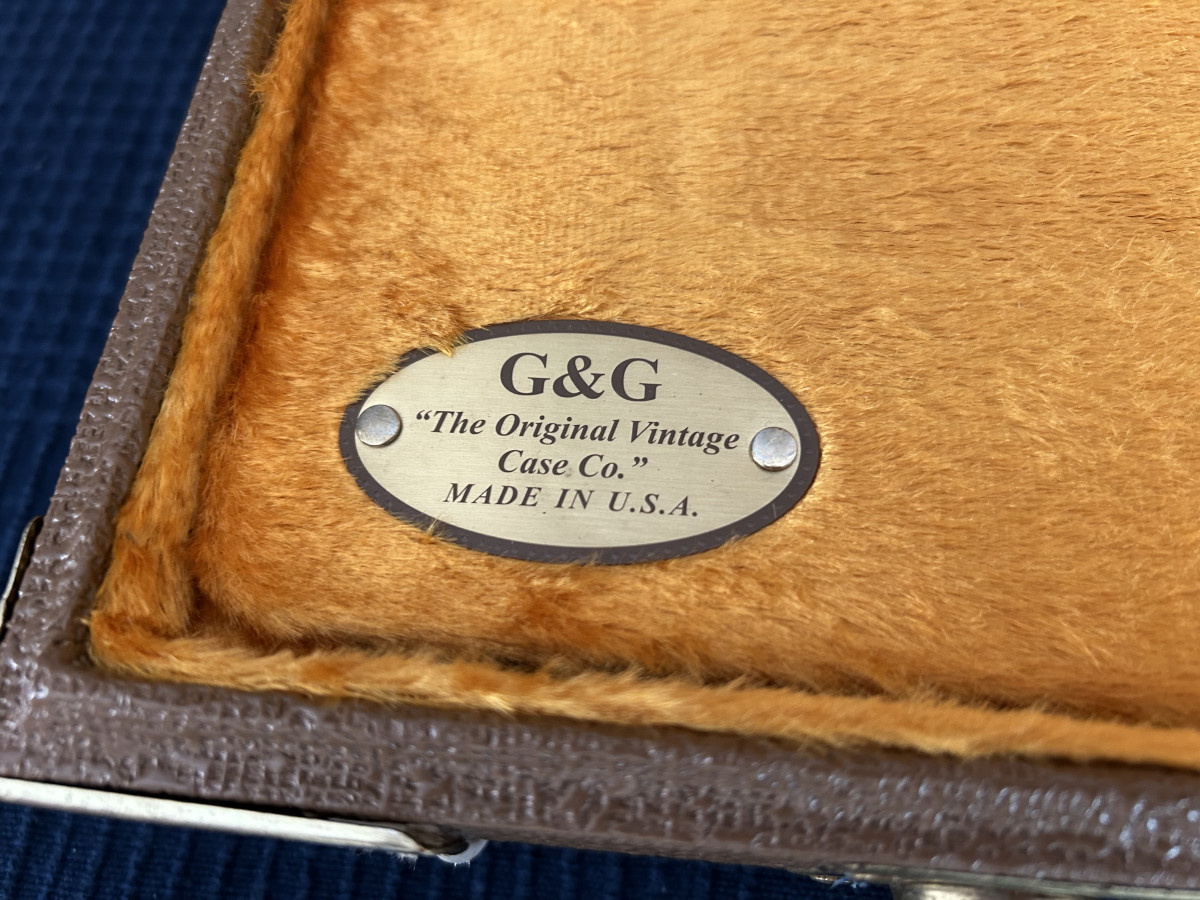 G&G
“The Original Vintage
Case Co.”
MADE IN U.S.A.